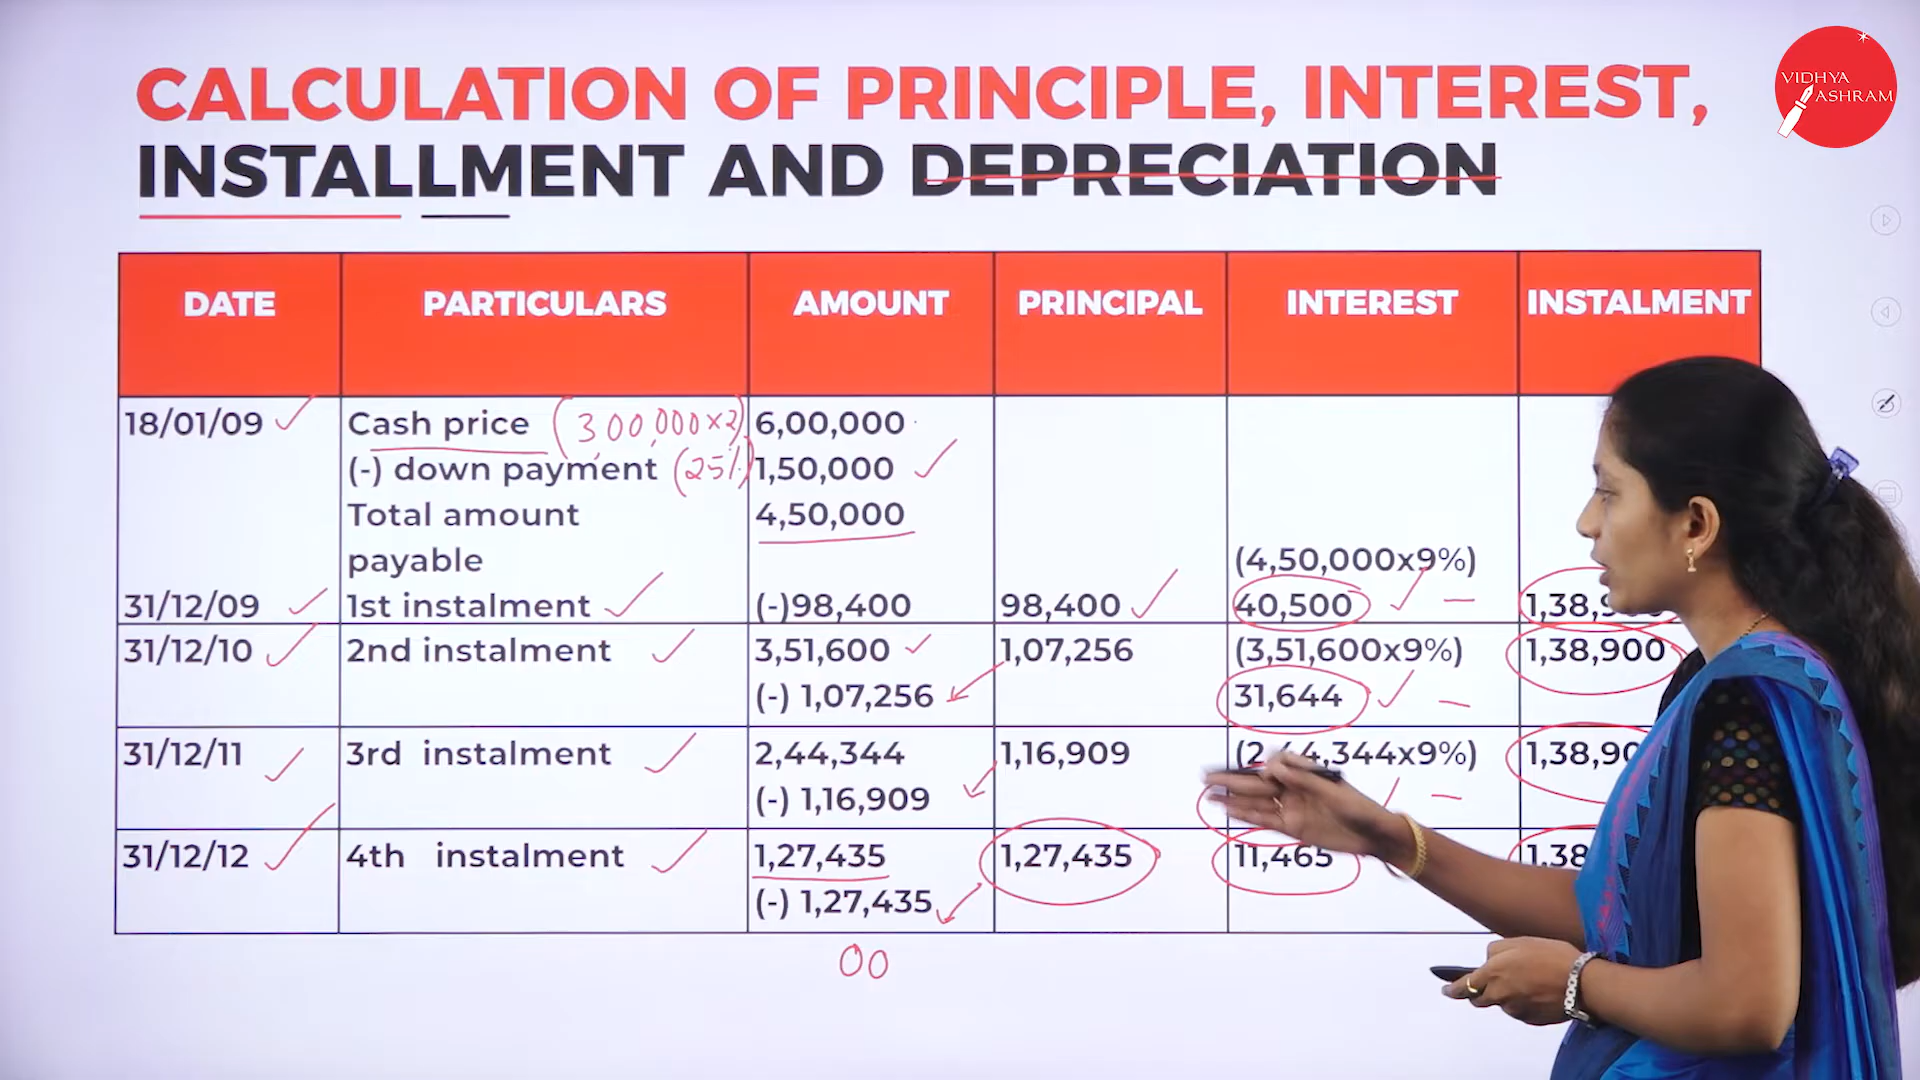 VIDHYA
ASHRAM
CALCULATION OF PRINCIPLE, INTEREST,
INSTALLMENT AND DEPRECIATION
DATE PARTICULARS AMOUNT PRINCIPAL INTEREST INSTALMENT
18/01/09 Cash price (3,00,000×2) 6,00,000
(-) down payment (25%) 1,50,000
Total amount 4,50,000
payable (4,50,000x9%)
31/12/09 1st instalment (-)98,400 98,400 40,500
31/12/10 2nd instalment 3,51,600 1,07,256 (3,51,600x9%) 1,38,900
(-) 1,07,256 31,644
31/12/11 3rd instalment 2,44,344 1,16,909 (2,44,344x9%)
(-) 1,16,909
31/12/12 4th instalment 1,27,435 1,27,435 11,465
(-) 1,27,435
00